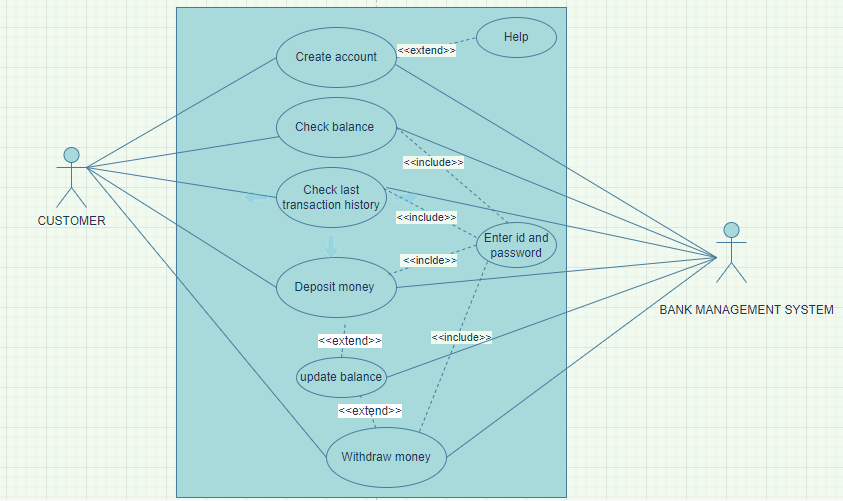 Help
<<extend>>
Create account
Check balance
<<include>>
Check last
transaction history
<<include>>
CUSTOMER
Enter id and
password
<<inclde>>
Deposit money
BANK MANAGEMENT SYSTEM
<<extend>>
<<include>>
update balance
<<extend>>
Withdraw money